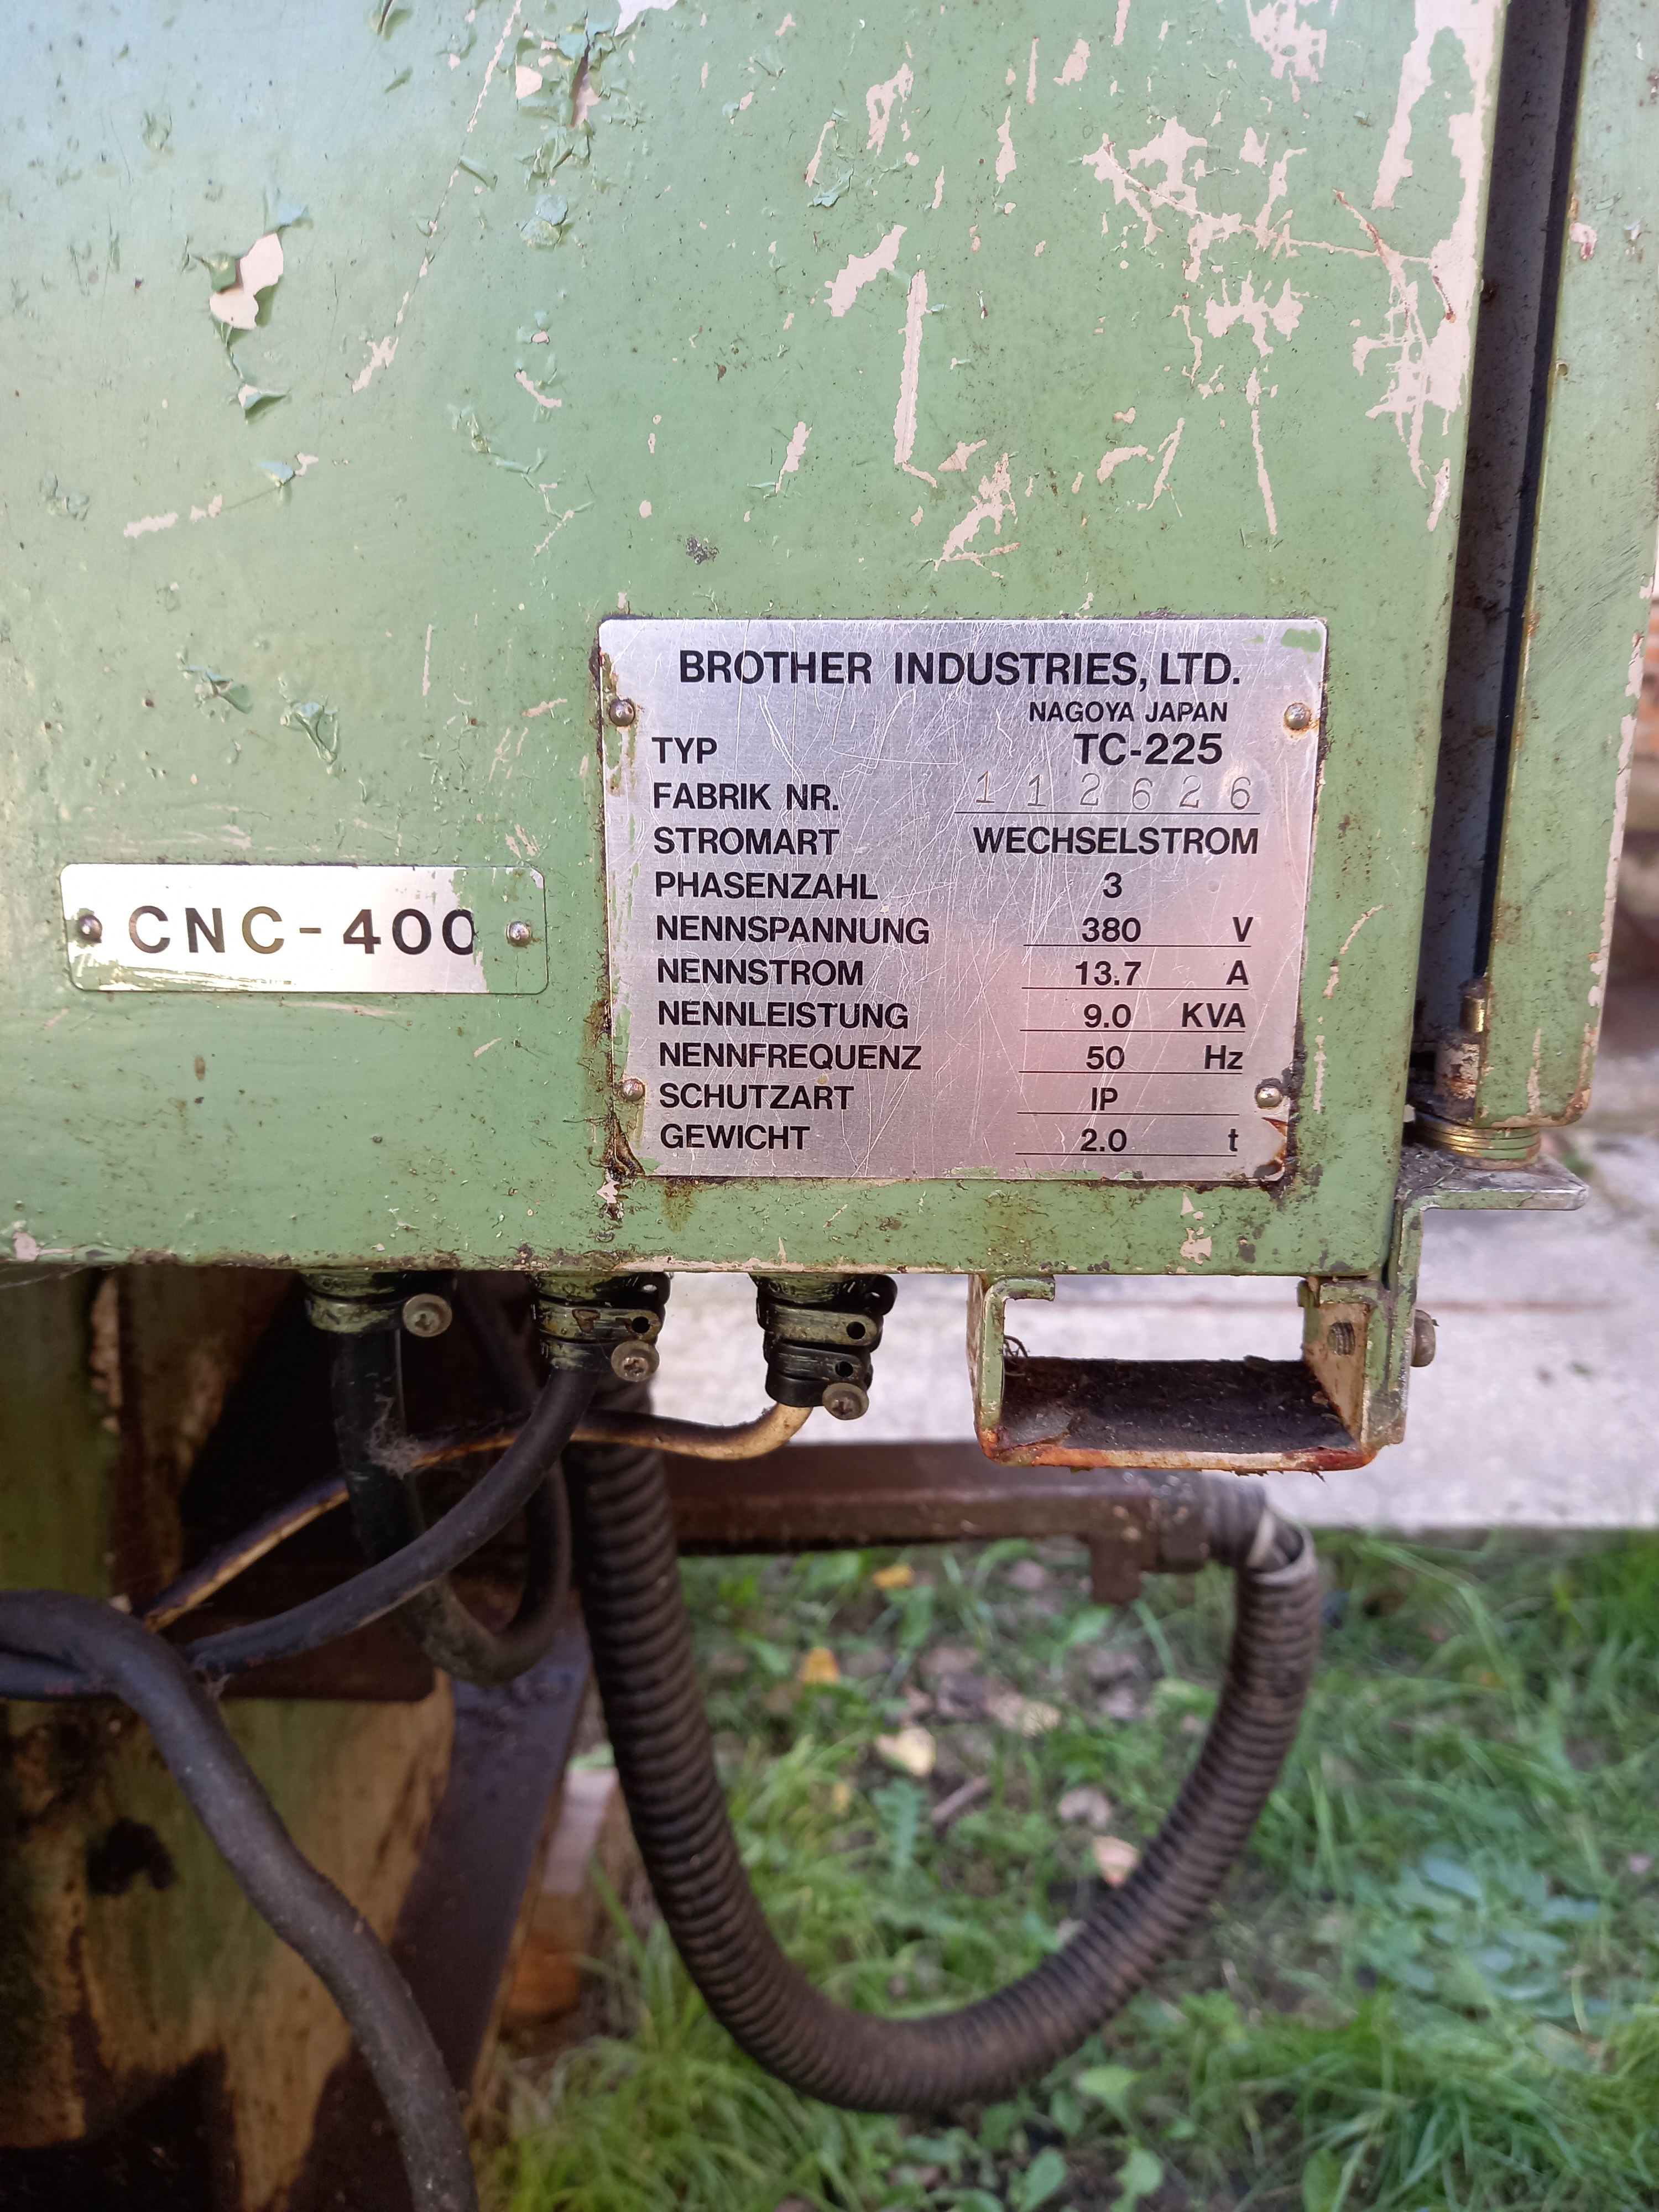 BROTHER INDUSTRIES, LTD.
NAGOYA JAPAN
TYP TC-225
FABRIK NR. 112626
STROMART WECHSELSTROM
PHASENZAHL 3
NENNSPANNUNG 380 V
NENNSTROM 13.7 A
NENNLEISTUNG 9.0 KVA
NENNFREQUENZ 50 Hz
SCHUTZART IP
GEWICHT 2.0 t
CNC-400